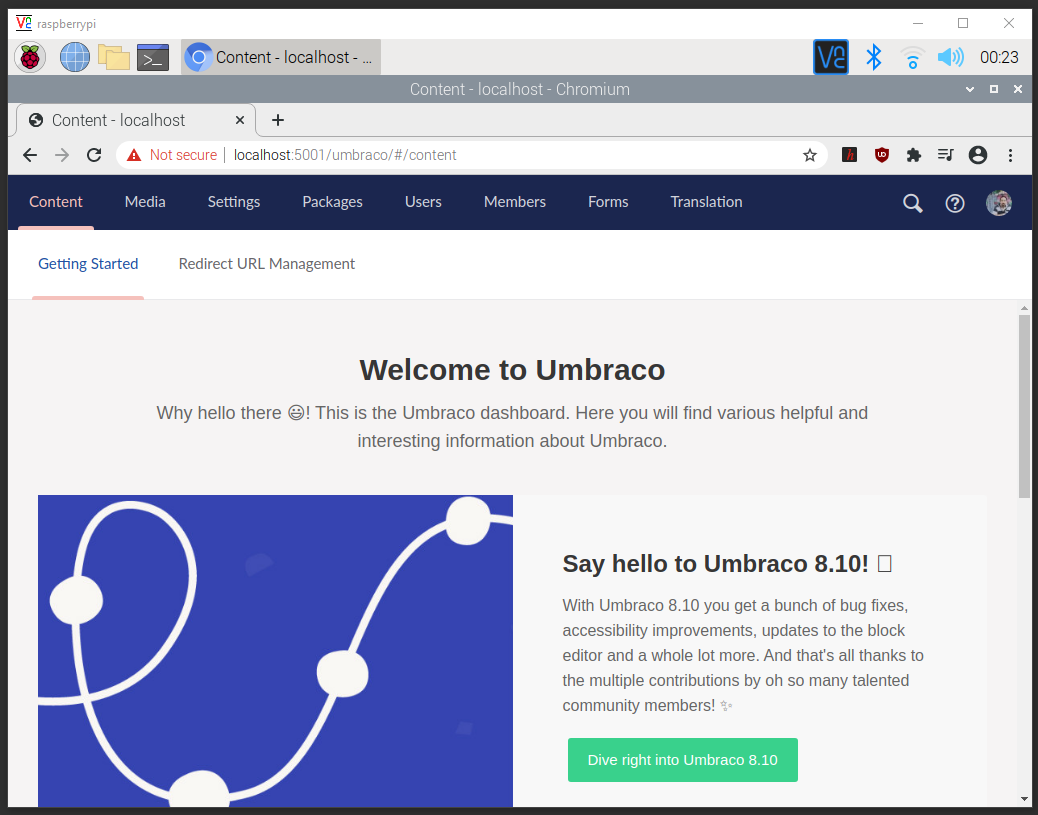 raspberrypi
Content - localhost - ...
00:23
Content - localhost - Chromium
Content - localhost
Not secure | localhost:5001/umbraco/#/content
Content Media Settings Packages Users Members Forms Translation
Getting Started Redirect URL Management
Welcome to Umbraco
Why hello there 😃! This is the Umbraco dashboard. Here you will find various helpful and
interesting information about Umbraco.
Say hello to Umbraco 8.10!
With Umbraco 8.10 you get a bunch of bug fixes,
accessibility improvements, updates to the block
editor and a whole lot more. And that's all thanks to
the multiple contributions by oh so many talented
community members! ✨
Dive right into Umbraco 8.10